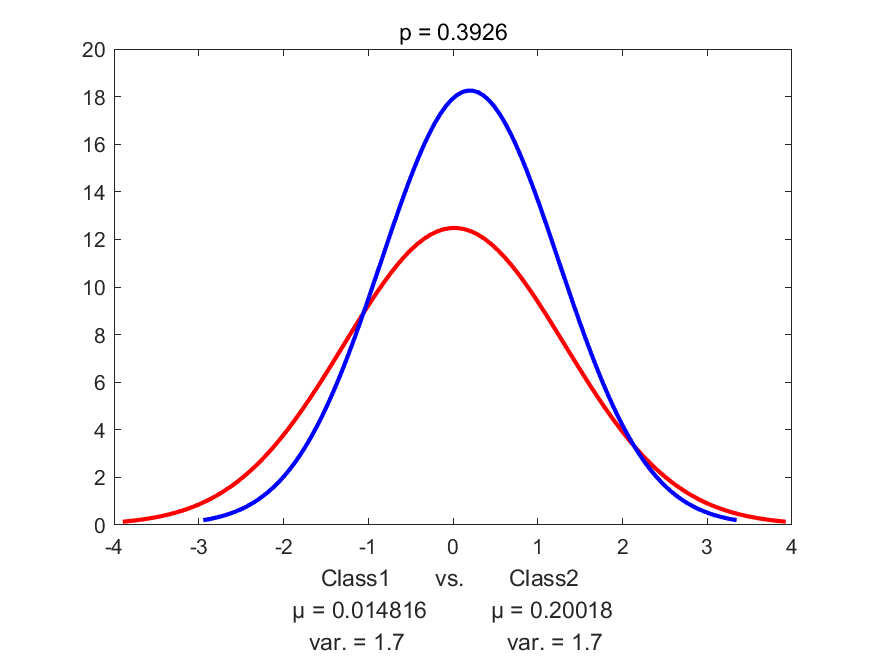 p = 0.3926
20
18
16
14
12
10
8
6
4
2
0
-4 -3 -2 -1 0 1 2 3 4
Class1 vs. Class2
μ = 0.014816 μ = 0.20018
var. = 1.7 var. = 1.7